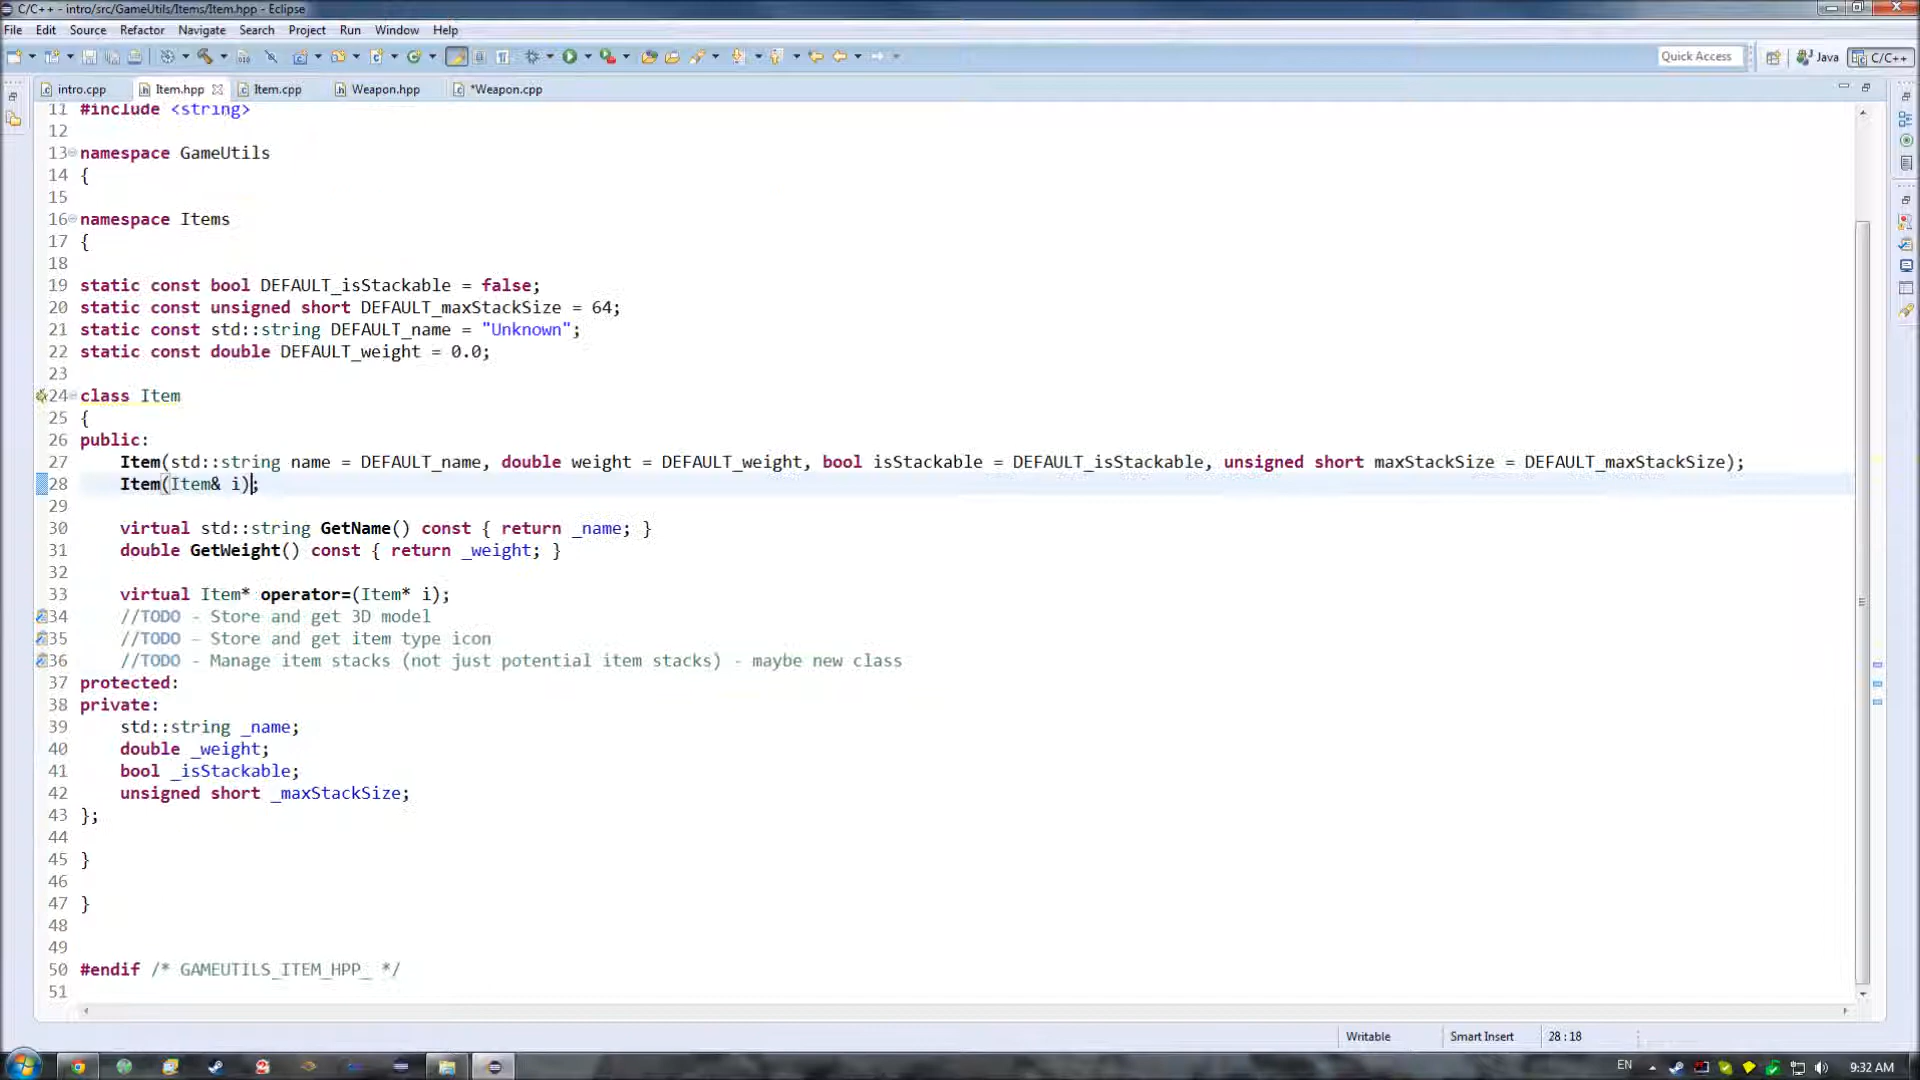 C/C++ - intro/src/GameUtils/Items/Item.hpp - Eclipse
File Edit Source Refactor Navigate Search Project Run Window Help
Quick Access Java C/C++
intro.cpp Item.hpp Item.cpp Weapon.hpp *Weapon.cpp
11 #include <string>
12
13 namespace GameUtils
14 {
15
16 namespace Items
17 {
18
19 static const bool DEFAULT_isStackable = false;
20 static const unsigned short DEFAULT_maxStackSize = 64;
21 static const std::string DEFAULT_name = "Unknown";
22 static const double DEFAULT_weight = 0.0;
23
24 class Item
25 {
26 public:
27 Item(std::string name = DEFAULT_name, double weight = DEFAULT_weight, bool isStackable = DEFAULT_isStackable, unsigned short maxStackSize = DEFAULT_maxStackSize);
28 Item(Item& i);
29
30 virtual std::string GetName() const { return _name; }
31 double GetWeight() const { return _weight; }
32
33 virtual Item* operator=(Item* i);
34 //TODO - Store and get 3D model
35 //TODO - Store and get item type icon
36 //TODO - Manage item stacks (not just potential item stacks) - maybe new class
37 protected:
38 private:
39 std::string _name;
40 double _weight;
41 bool _isStackable;
42 unsigned short _maxStackSize;
43 };
44
45 }
46
47 }
48
49
50 #endif /* GAMEUTILS_ITEM_HPP_ */
51
Writable Smart Insert 28:18
EN 9:32 AM